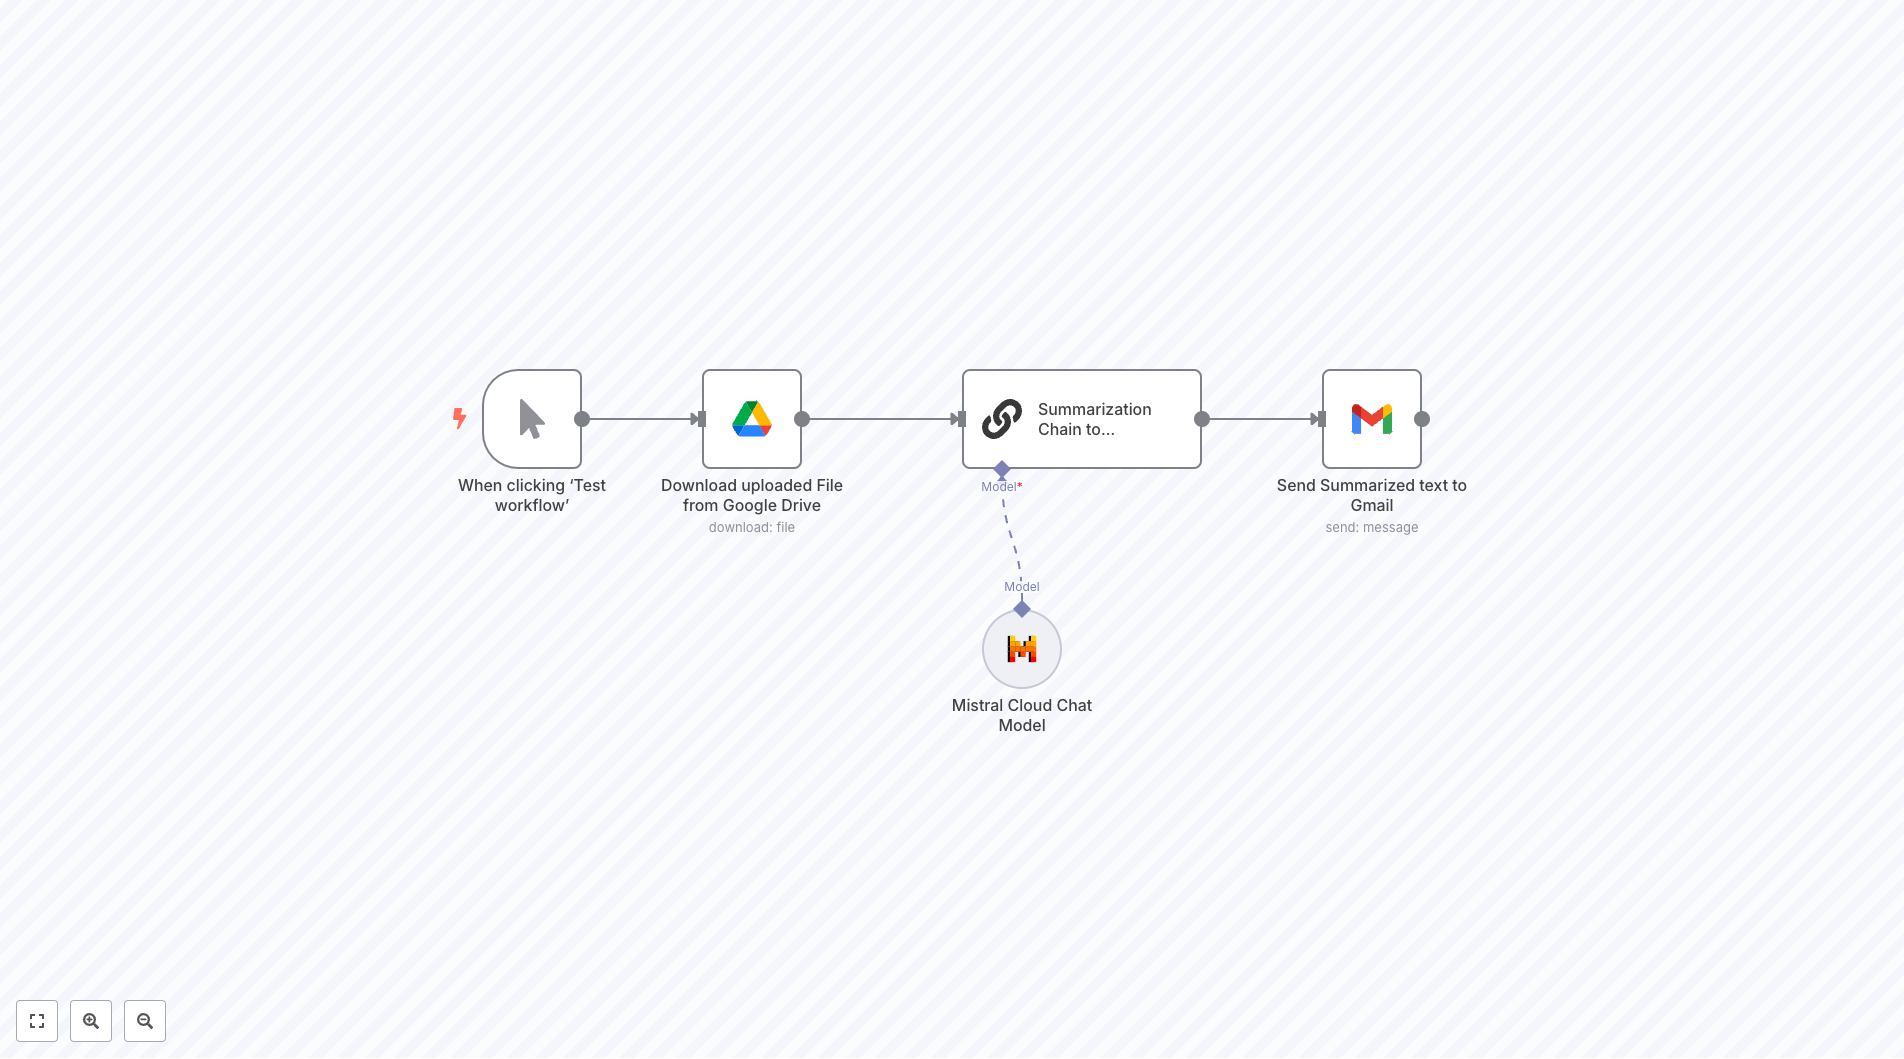 When clicking ‘Test
workflow’
Download uploaded File
from Google Drive
download: file
Summarization
Chain to...
Model*
Model
Mistral Cloud Chat
Model
Send Summarized text to
Gmail
send: message